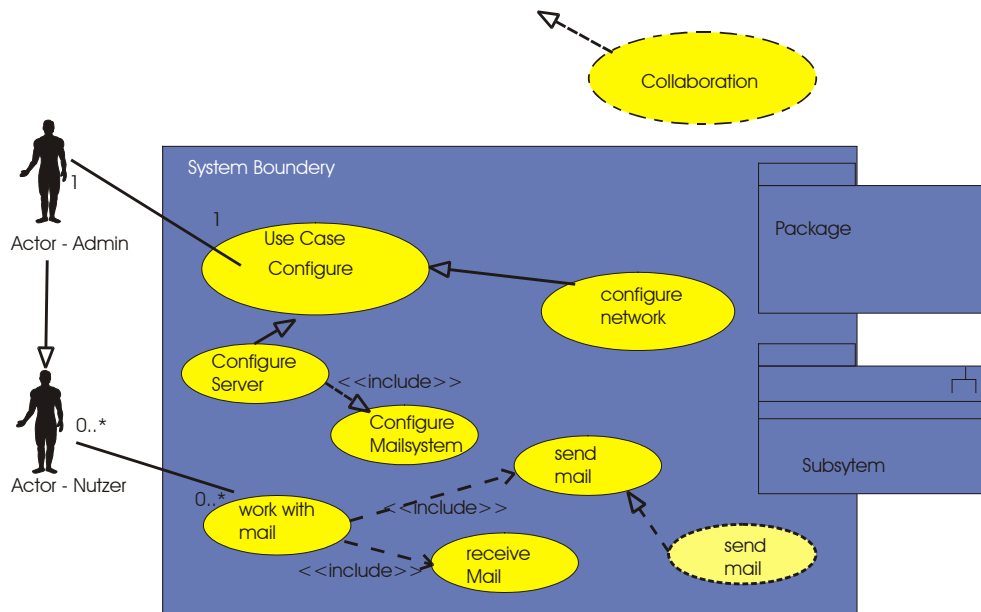 Collaboration
System Boundery
1
Actor - Admin
1
Use Case
Configure
Package
configure
network
Configure
Server
<<include>>
Configure
Mailsystem
0..*
Actor - Nutzer
0..*
work with
mail
<<include>>
send
mail
Subsytem
<<include>>
receive
Mail
send
mail